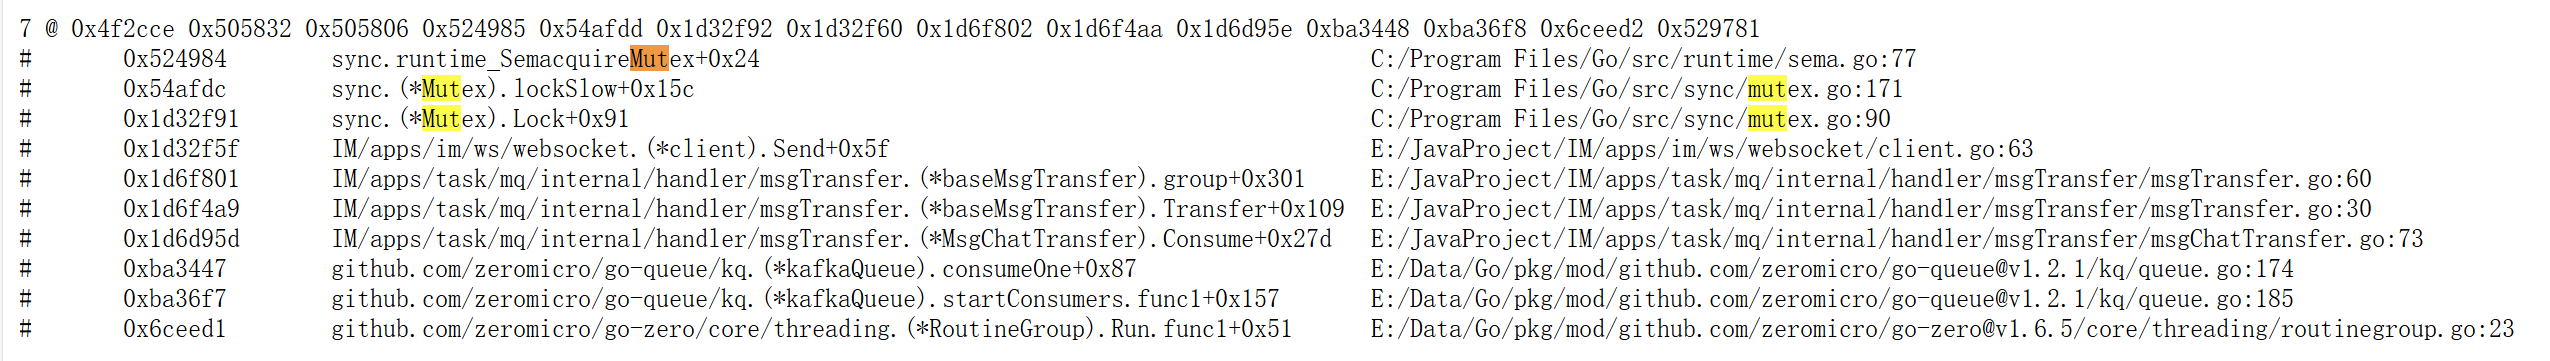 7 @ 0x4f2cce 0x505832 0x505806 0x524985 0x54afdd 0x1d32f92 0x1d32f60 0x1d6f802 0x1d6f4aa 0x1d6d95e 0xba3448 0xba36f8 0x6ceed2 0x529781
# 0x524984 sync.runtime_SemacquireMutex+0x24 C:/Program Files/Go/src/runtime/sema.go:77
# 0x54afdc sync.(*Mutex).lockSlow+0x15c C:/Program Files/Go/src/sync/mutex.go:171
# 0x1d32f91 sync.(*Mutex).Lock+0x91 C:/Program Files/Go/src/sync/mutex.go:90
# 0x1d32f5f IM/apps/im/ws/websocket.(*client).Send+0x5f E:/JavaProject/IM/apps/im/ws/websocket/client.go:63
# 0x1d6f801 IM/apps/task/mq/internal/handler/msgTransfer.(*baseMsgTransfer).group+0x301 E:/JavaProject/IM/apps/task/mq/internal/handler/msgTransfer/msgTransfer.go:60
# 0x1d6f4a9 IM/apps/task/mq/internal/handler/msgTransfer.(*baseMsgTransfer).Transfer+0x109 E:/JavaProject/IM/apps/task/mq/internal/handler/msgTransfer/msgTransfer.go:30
# 0x1d6d95d IM/apps/task/mq/internal/handler/msgTransfer.(*MsgChatTransfer).Consume+0x27d E:/JavaProject/IM/apps/task/mq/internal/handler/msgTransfer/msgChatTransfer.go:73
# 0xba3447 github.com/zeromicro/go-queue/kq.(*kafkaQueue).consumeOne+0x87 E:/Data/Go/pkg/mod/github.com/zeromicro/go-queue@v1.2.1/kq/queue.go:174
# 0xba36f7 github.com/zeromicro/go-queue/kq.(*kafkaQueue).startConsumers.func1+0x157 E:/Data/Go/pkg/mod/github.com/zeromicro/go-queue@v1.2.1/kq/queue.go:185
# 0x6ceed1 github.com/zeromicro/go-zero/core/threading.(*RoutineGroup).Run.func1+0x51 E:/Data/Go/pkg/mod/github.com/zeromicro/go-zero@v1.6.5/core/threading/routinegroup.go:23